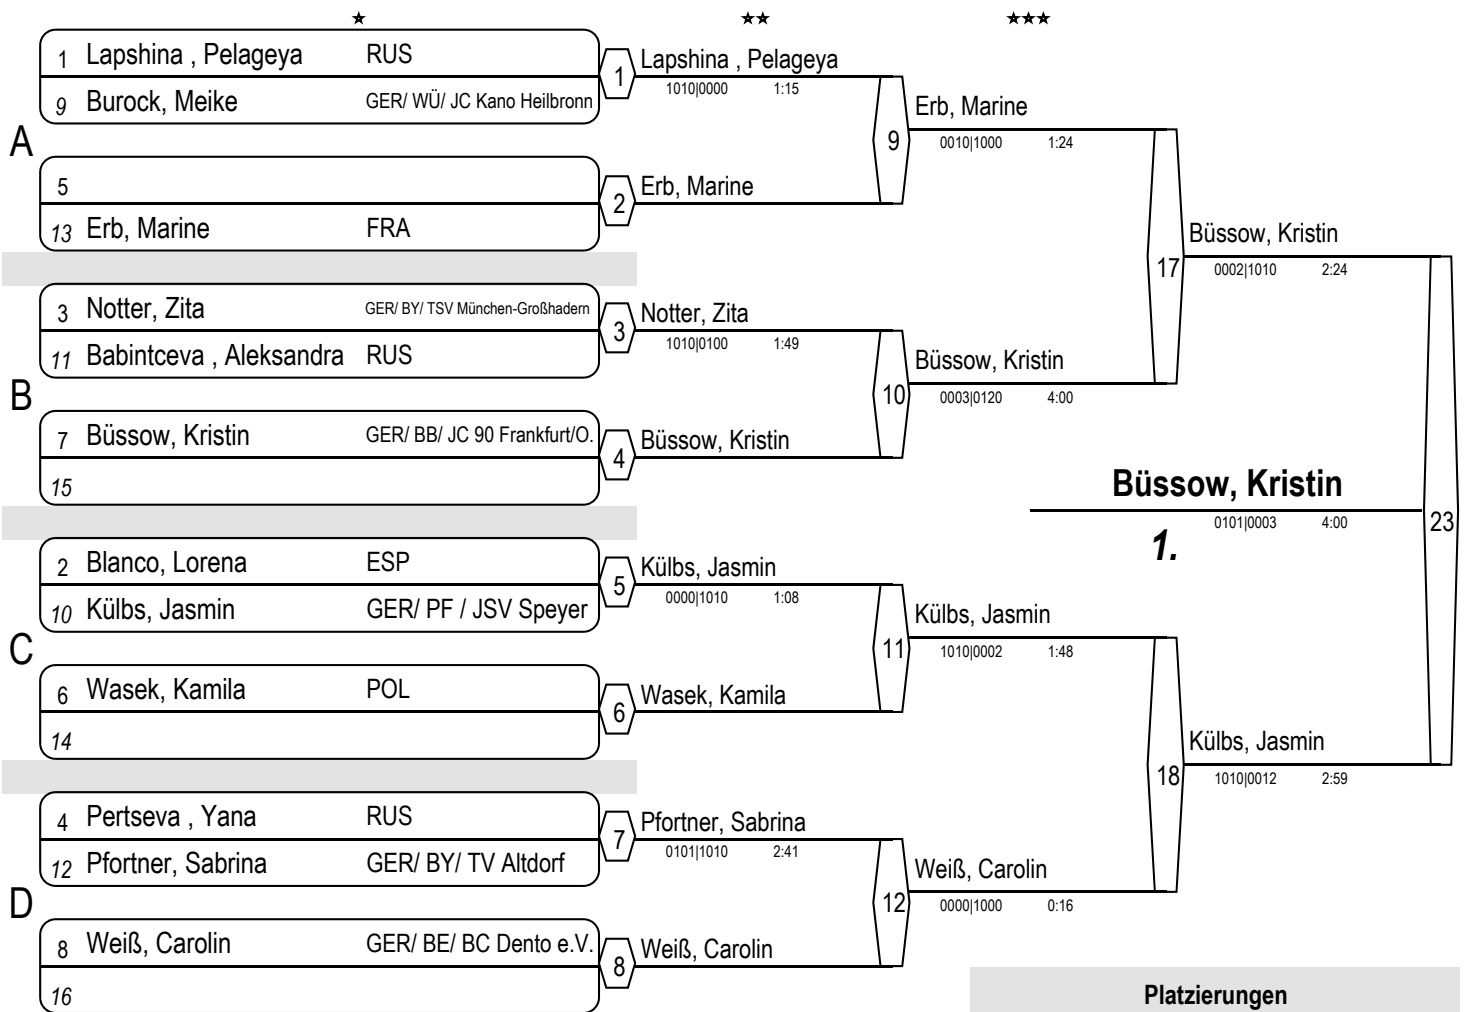 1 Lapshina , Pelageya RUS
9 Burock, Meike GER/ WÜ/ JC Kano Heilbronn
A
5
13 Erb, Marine FRA
3 Notter, Zita GER/ BY/ TSV München-Großhadern
11 Babintceva , Aleksandra RUS
B
7 Büssow, Kristin GER/ BB/ JC 90 Frankfurt/O.
15
2 Blanco, Lorena ESP
10 Külbs, Jasmin GER/ PF / JSV Speyer
C
6 Wasek, Kamila POL
14
4 Pertseva , Yana RUS
12 Pfortner, Sabrina GER/ BY/ TV Altdorf
D
8 Weiß, Carolin GER/ BE/ BC Dento e.V.
16
1 Lapshina , Pelageya
1010|0000 1:15
2 Erb, Marine
3 Notter, Zita
1010|0100 1:49
4 Büssow, Kristin
5 Külbs, Jasmin
0000|1010 1:08
6 Wasek, Kamila
7 Pfortner, Sabrina
0101|1010 2:41
8 Weiß, Carolin
9 Erb, Marine
0010|1000 1:24
10 Büssow, Kristin
0003|0120 4:00
11 Külbs, Jasmin
1010|0002 1:48
12 Weiß, Carolin
0000|1000 0:16
17 Büssow, Kristin
0002|1010 2:24
18 Külbs, Jasmin
1010|0012 2:59
Büssow, Kristin
23
0101|0003 4:00
1.
Platzierungen